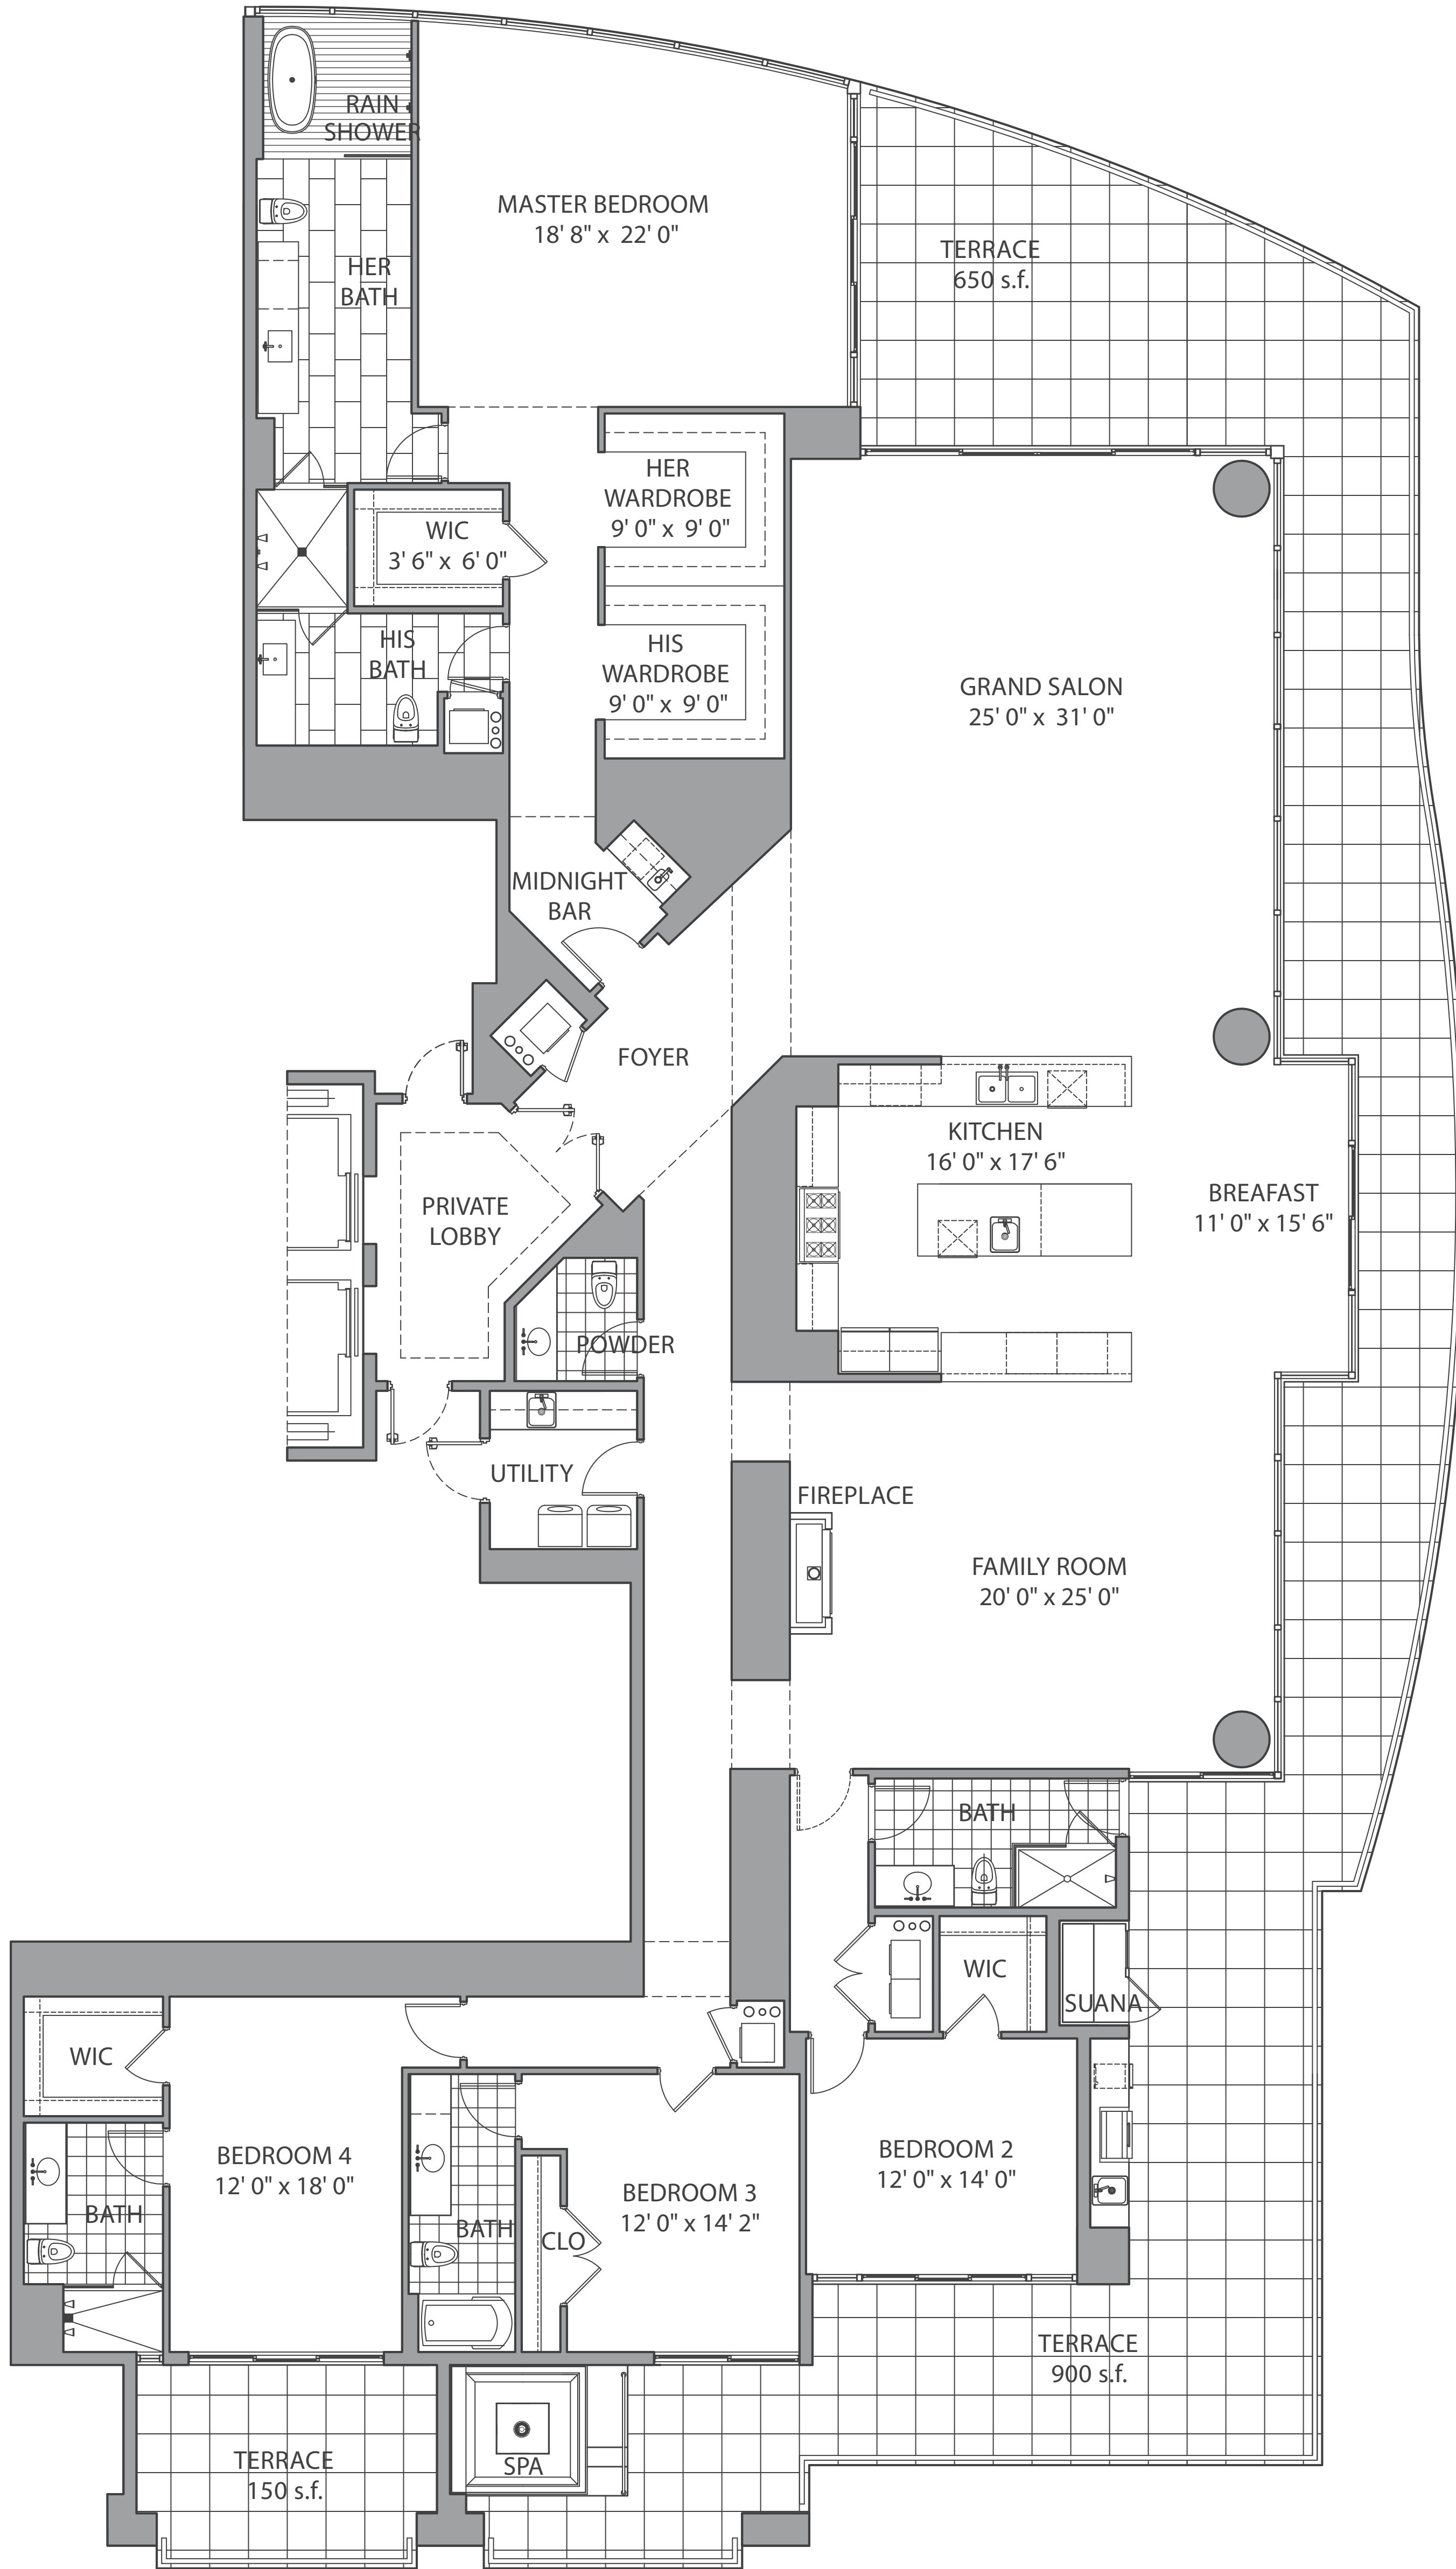 RAIN
SHOWER
MASTER BEDROOM
18' 8" x 22' 0"
TERRACE
650 s.f.
HER
BATH
HER
WARDROBE
9' 0" x 9' 0"
WIC
3' 6" x 6' 0"
HIS
BATH
HIS
WARDROBE
9' 0" x 9' 0"
GRAND SALON
25' 0" x 31' 0"
MIDNIGHT
BAR
FOYER
KITCHEN
16' 0" x 17' 6"
PRIVATE
LOBBY
BREAFAST
11' 0" x 15' 6"
POWDER
UTILITY
FIREPLACE
FAMILY ROOM
20' 0" x 25' 0"
BATH
WIC
SUANA
WIC
BEDROOM 4
12' 0" x 18' 0"
BATH
BEDROOM 3
12' 0" x 14' 2"
BATH
CLO
BEDROOM 2
12' 0" x 14' 0"
TERRACE
900 s.f.
TERRACE
150 s.f.
SPA